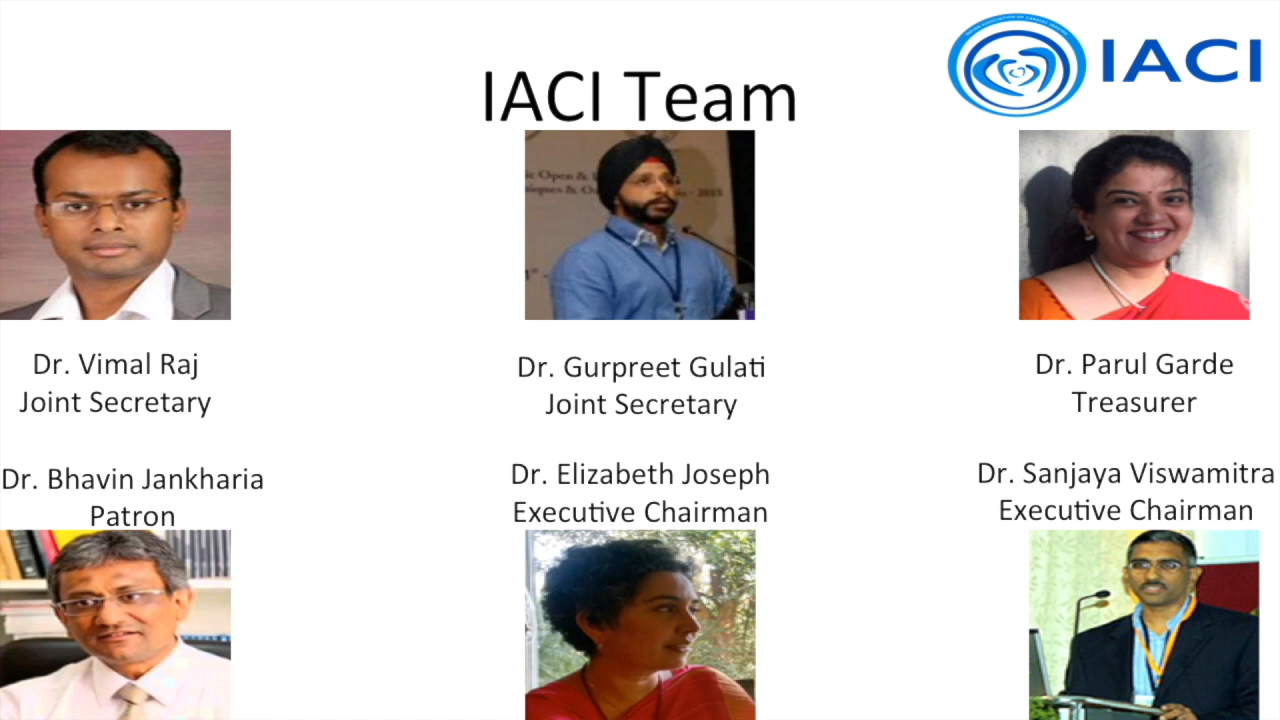 IACI
IACI Team
Dr. Vimal Raj
Joint Secretary
Dr. Gurpreet Gulati
Joint Secretary
Dr. Parul Garde
Treasurer
Dr. Bhavin Jankharia
Patron
Dr. Elizabeth Joseph
Executive Chairman
Dr. Sanjaya Viswamitra
Executive Chairman